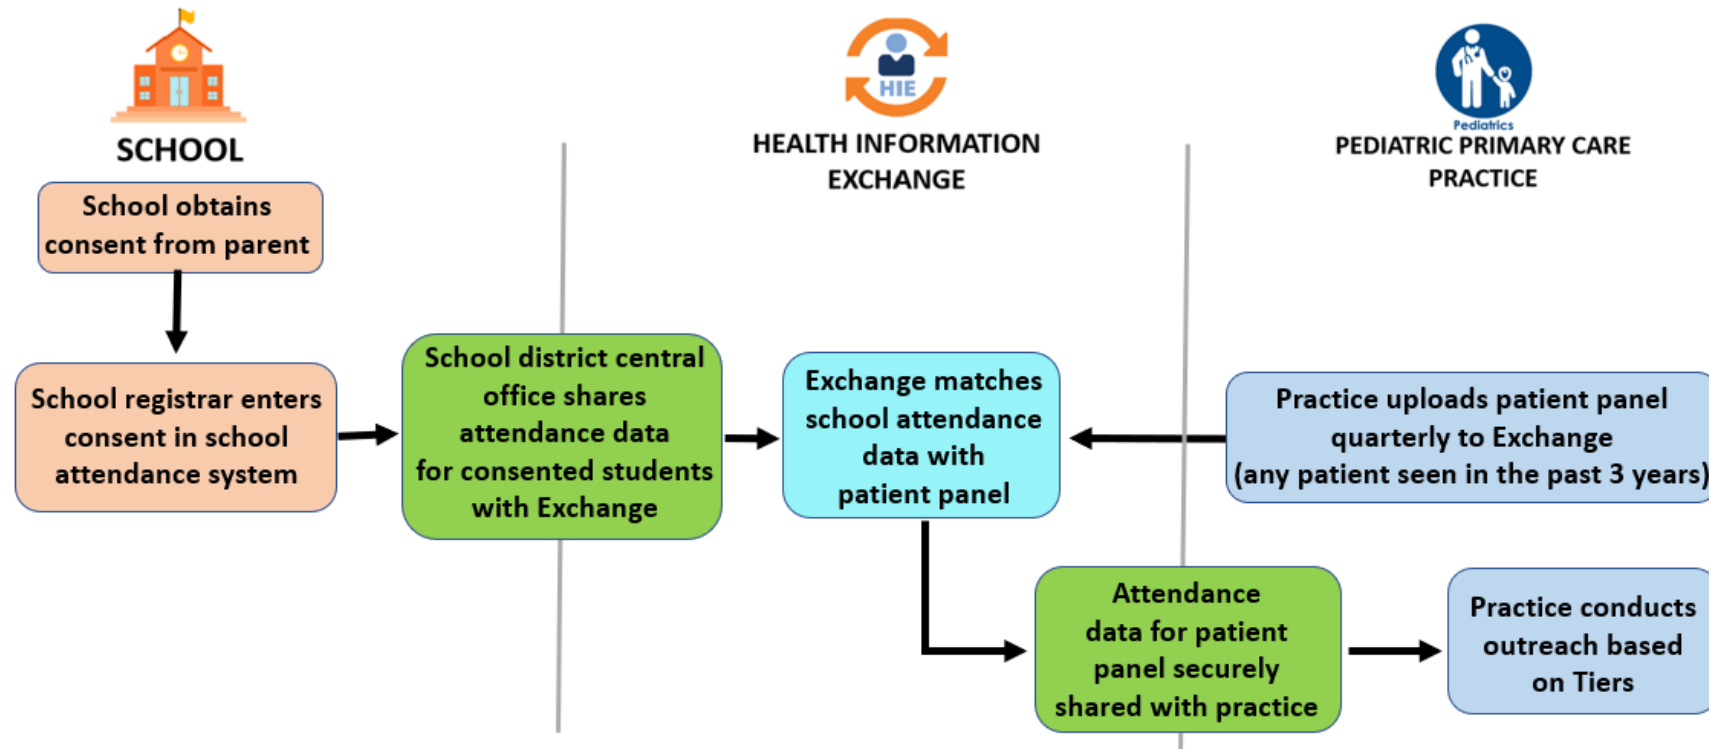 SCHOOL
HIE
HEALTH INFORMATION
EXCHANGE
Pediatrics
PEDIATRIC PRIMARY CARE
PRACTICE
School obtains
consent from parent
School registrar enters
consent in school
attendance system
School district central
office shares
attendance data
for consented students
with Exchange
Exchange matches
school attendance
data with
patient panel
Practice uploads patient panel
quarterly to Exchange
(any patient seen in the past 3 years)
Attendance
data for patient
panel securely
shared with practice
Practice conducts
outreach based
on Tiers